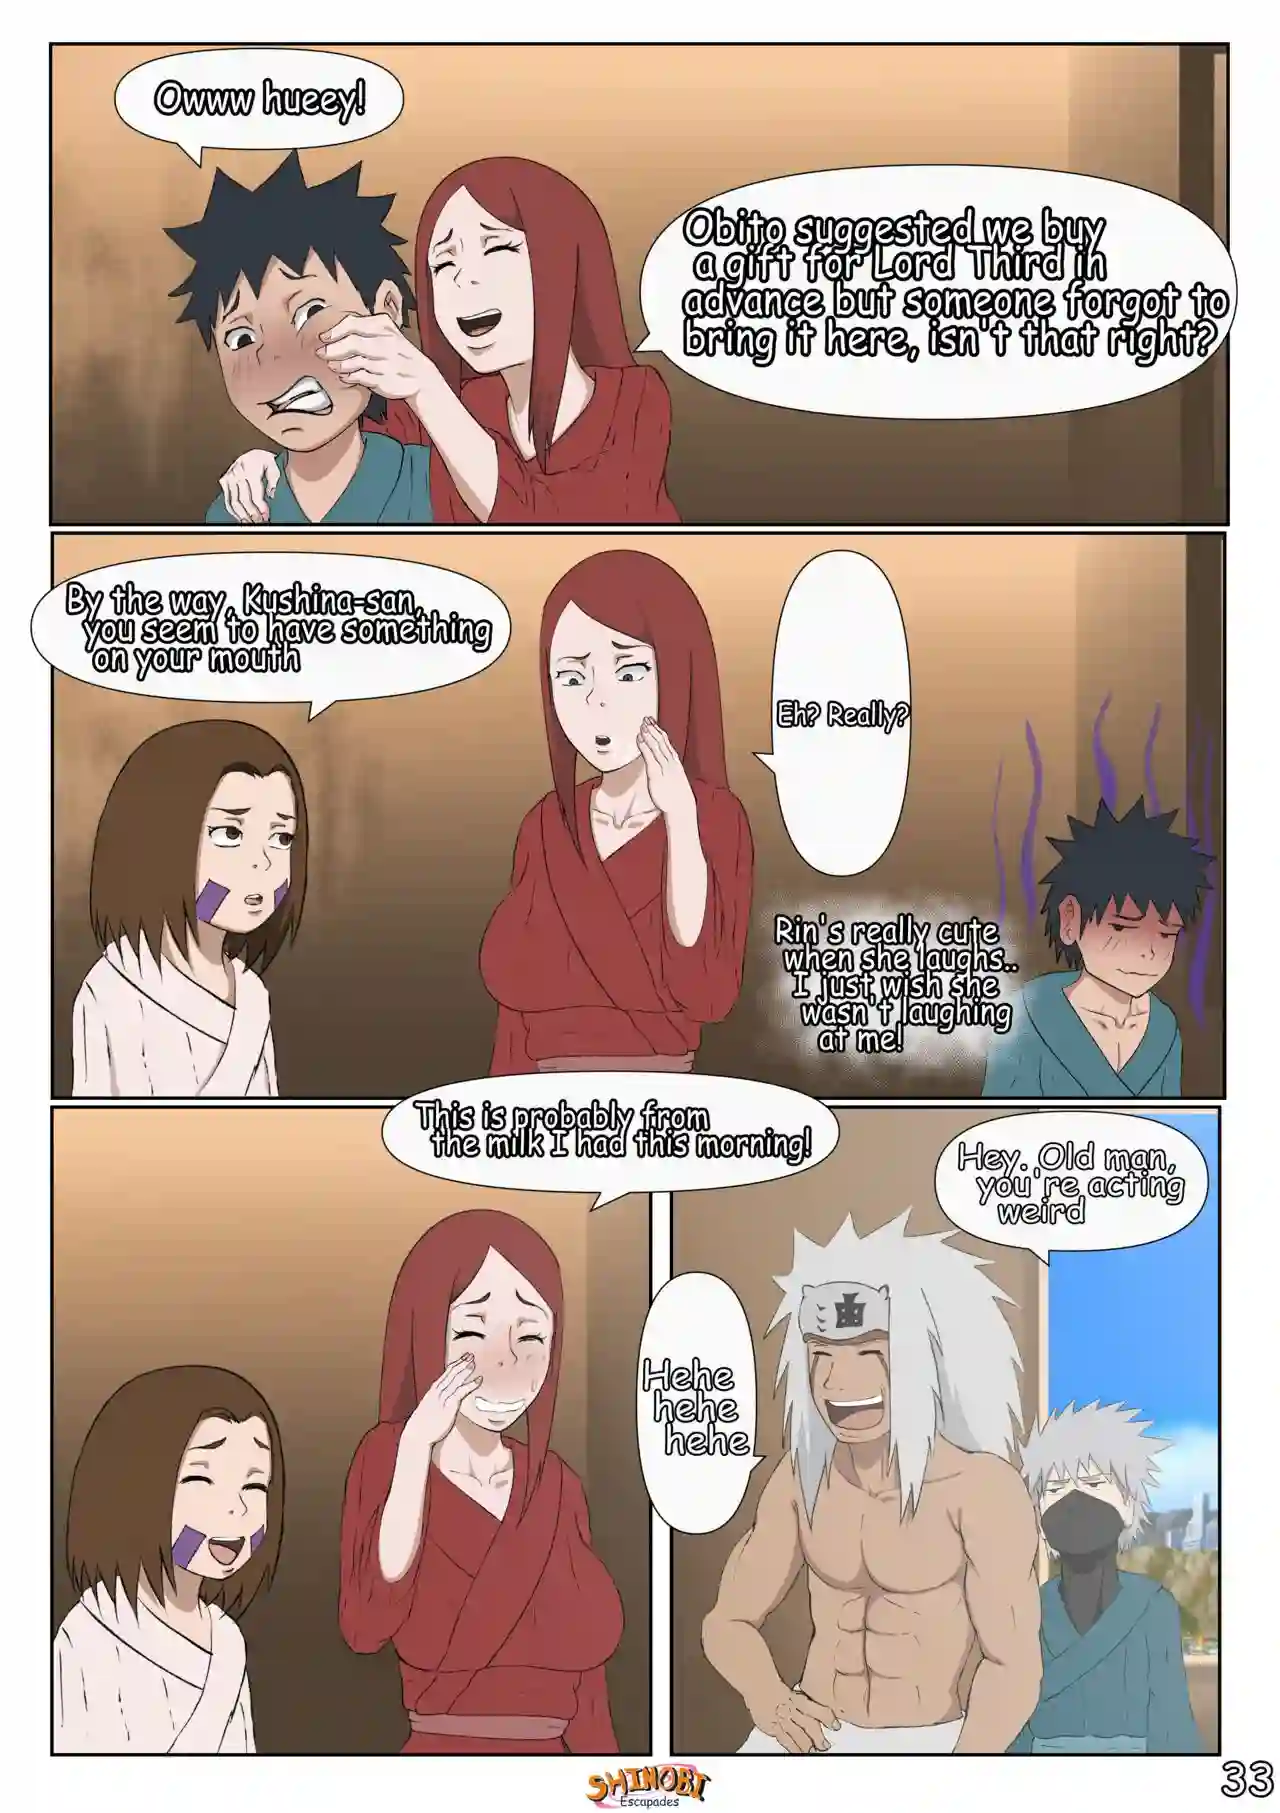 Owww hueey!
Obito suggested we buy
a gift for Lord Third in
advance but someone forgot to
bring it here, isn't that right?
By the way, Kushina-san,
you seem to have something
on your mouth
Eh? Really?
Rin's really cute
when she laughs..
I just wish she
wasn't laughing
at me!
This is probably from
the milk I had this morning!
Hey. Old man,
you're acting
weird
Hehe
hehe
hehe
SHINOBI
Escapades
33